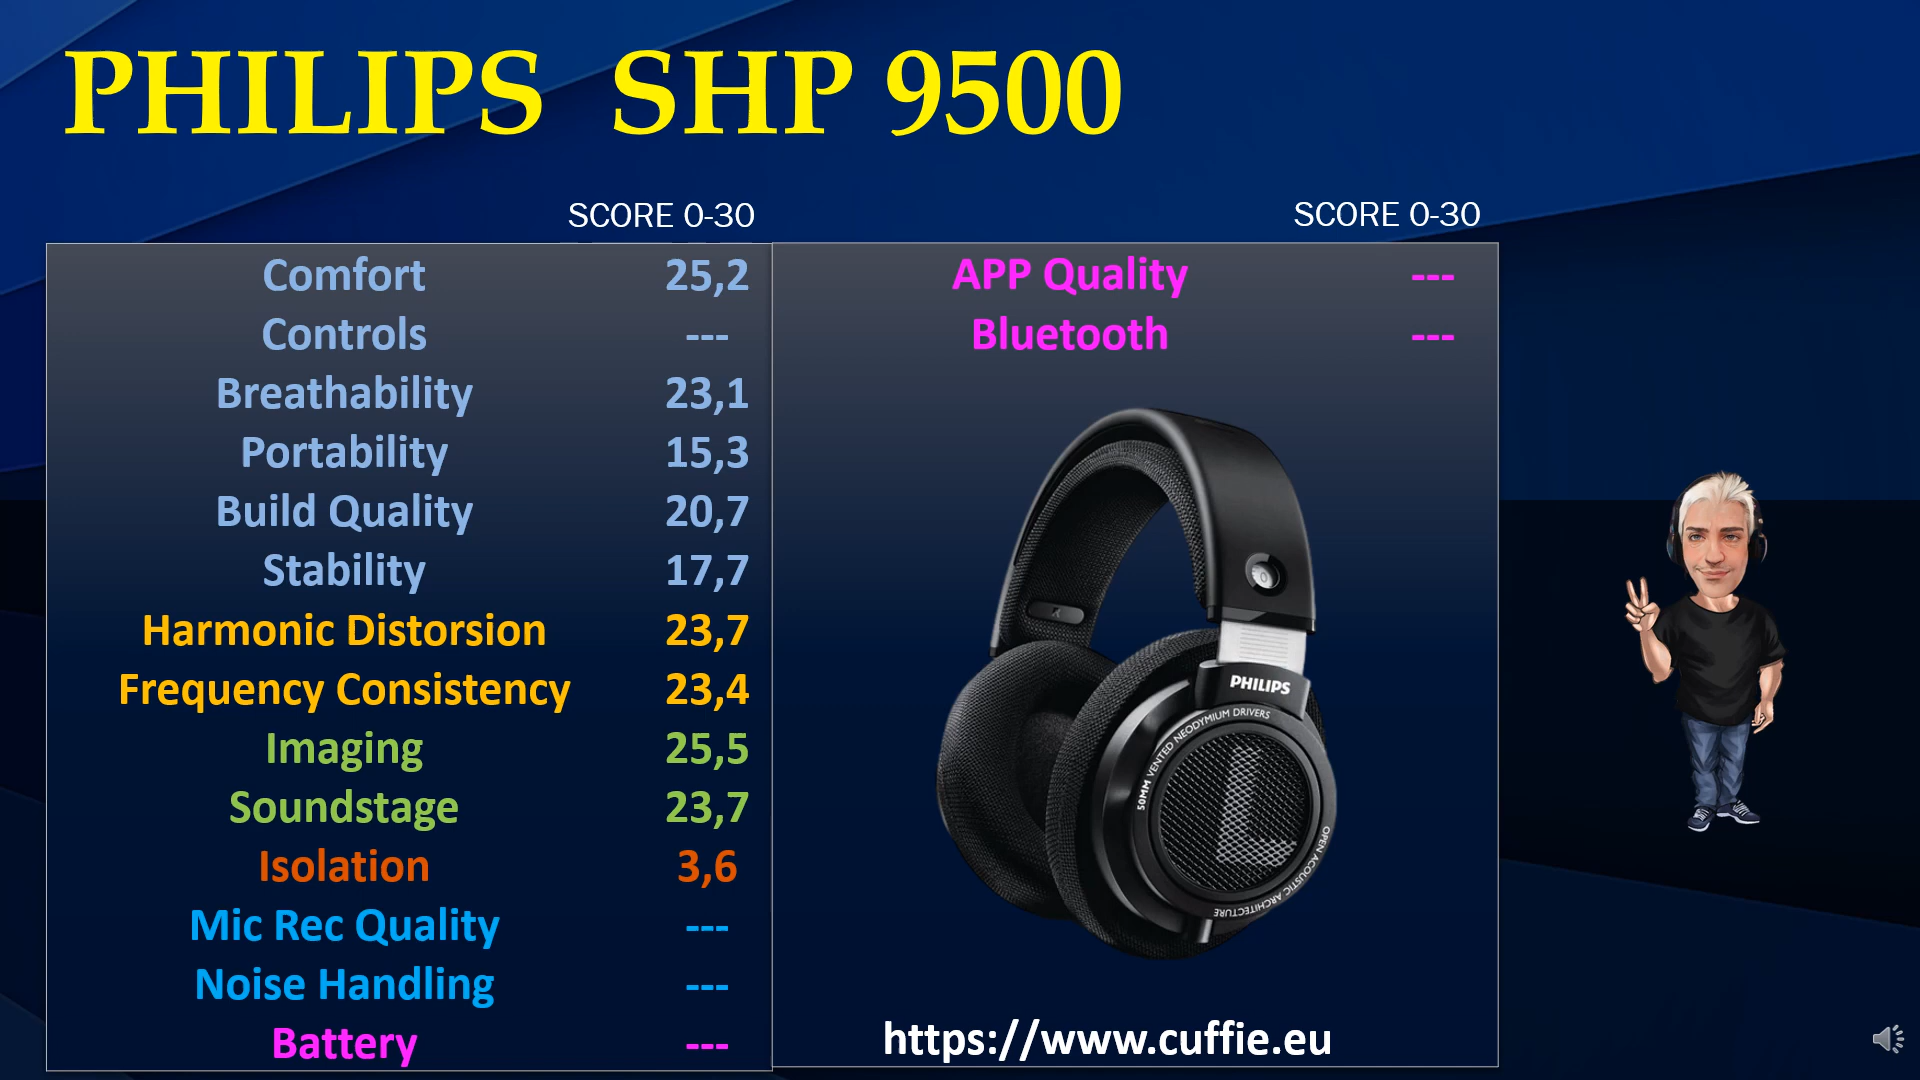 PHILIPS SHP 9500
SCORE 0-30
Comfort 25,2
Controls ---
Breathability 23,1
Portability 15,3
Build Quality 20,7
Stability 17,7
Harmonic Distorsion 23,7
Frequency Consistency 23,4
Imaging 25,5
Soundstage 23,7
Isolation 3,6
Mic Rec Quality ---
Noise Handling ---
Battery ---
SCORE 0-30
APP Quality ---
Bluetooth ---
PHILIPS
50MM VENTED NEODYMIUM DRIVERS
OPEN ACOUSTIC ARCHITECTURE
L
https://www.cuffie.eu